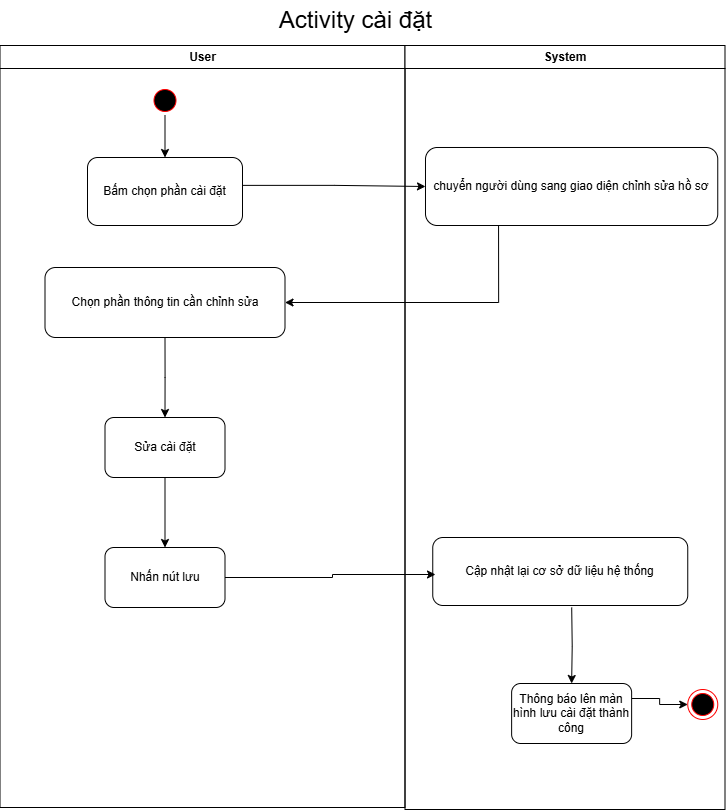 Activity cài đặt
User
System
Bấm chọn phần cài đặt
chuyển người dùng sang giao diện chỉnh sửa hồ sơ
Chọn phần thông tin cần chỉnh sửa
Sửa cài đặt
Nhấn nút lưu
Cập nhật lại cơ sở dữ liệu hệ thống
Thông báo lên màn
hình lưu cài đặt thành
công